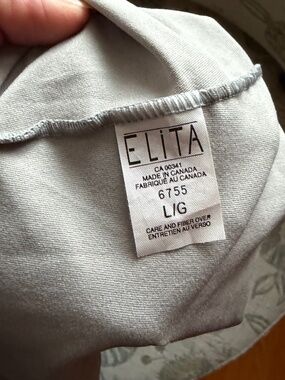 ELiTA
CA 00341
MADE IN CANADA
FABRIQUÉ AU CANADA
6755
L/G
CARE AND FIBER OVER
ENTRETIEN AU VERSO